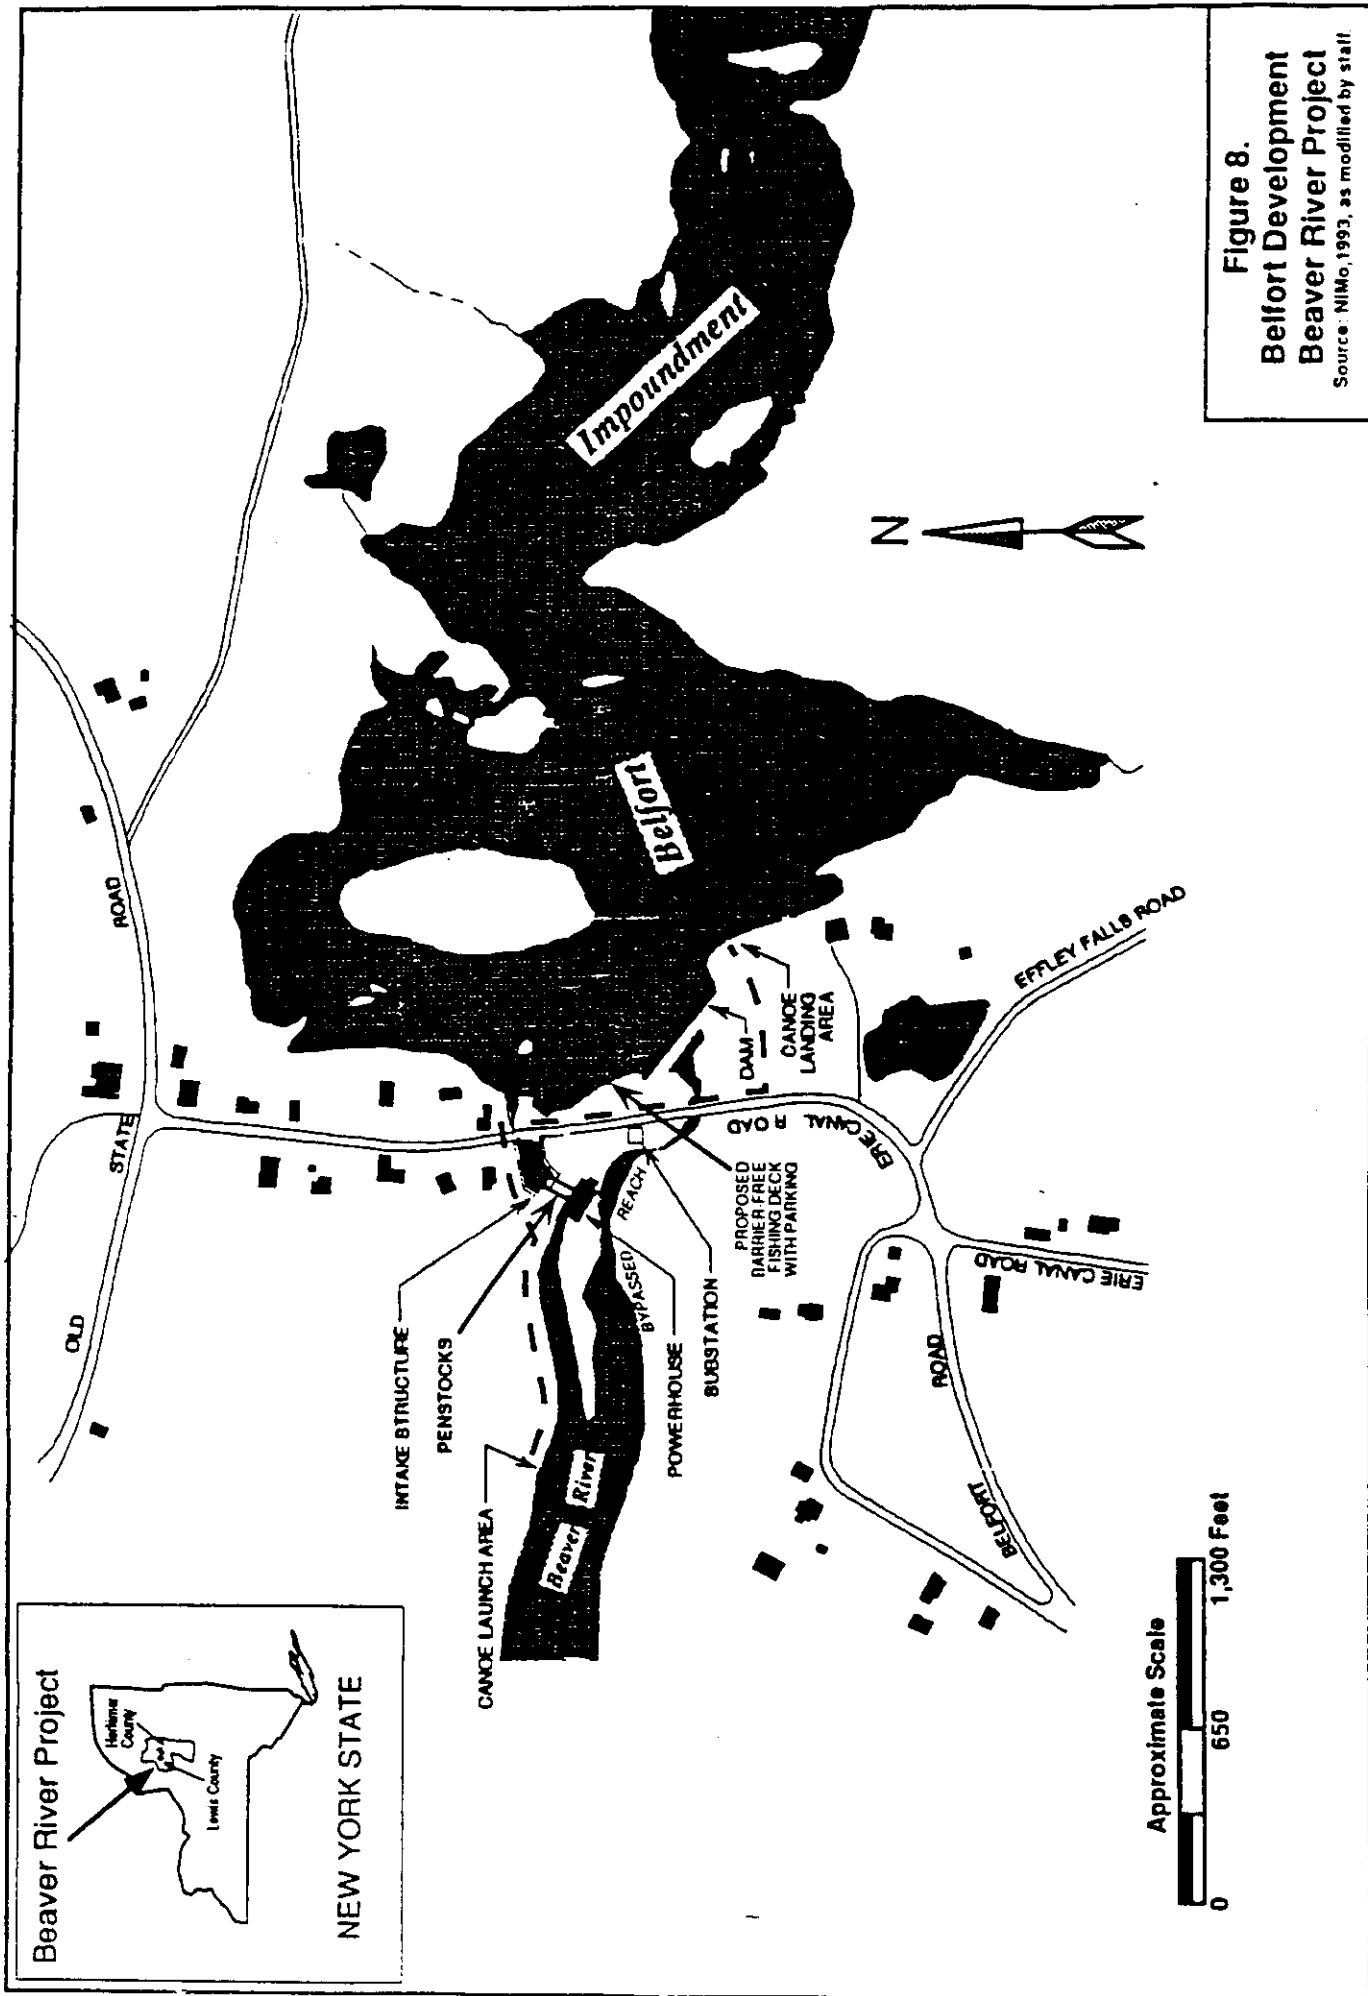 Beaver River Project
Herkimer
County
Lewis County
NEW YORK STATE
OLD
STATE
ROAD
INTAKE STRUCTURE
PENSTOCKS
CANOE LAUNCH AREA
Beaver
River
POWERHOUSE
SUBSTATION
BYPASSED
REACH
PROPOSED
BARRIER-FREE
FISHING DECK
WITH PARKING
DAM
CANOE
LANDING
AREA
Belfort
Impoundment
ERIE CANAL
ROAD
EFFLEY FALLS ROAD
ERIE CANAL ROAD
BELFORT
ROAD
N
Approximate Scale
0
650
1,300 Feet
Figure 8.
Belfort Development
Beaver River Project
Source: NIMo, 1993, as modified by staff.